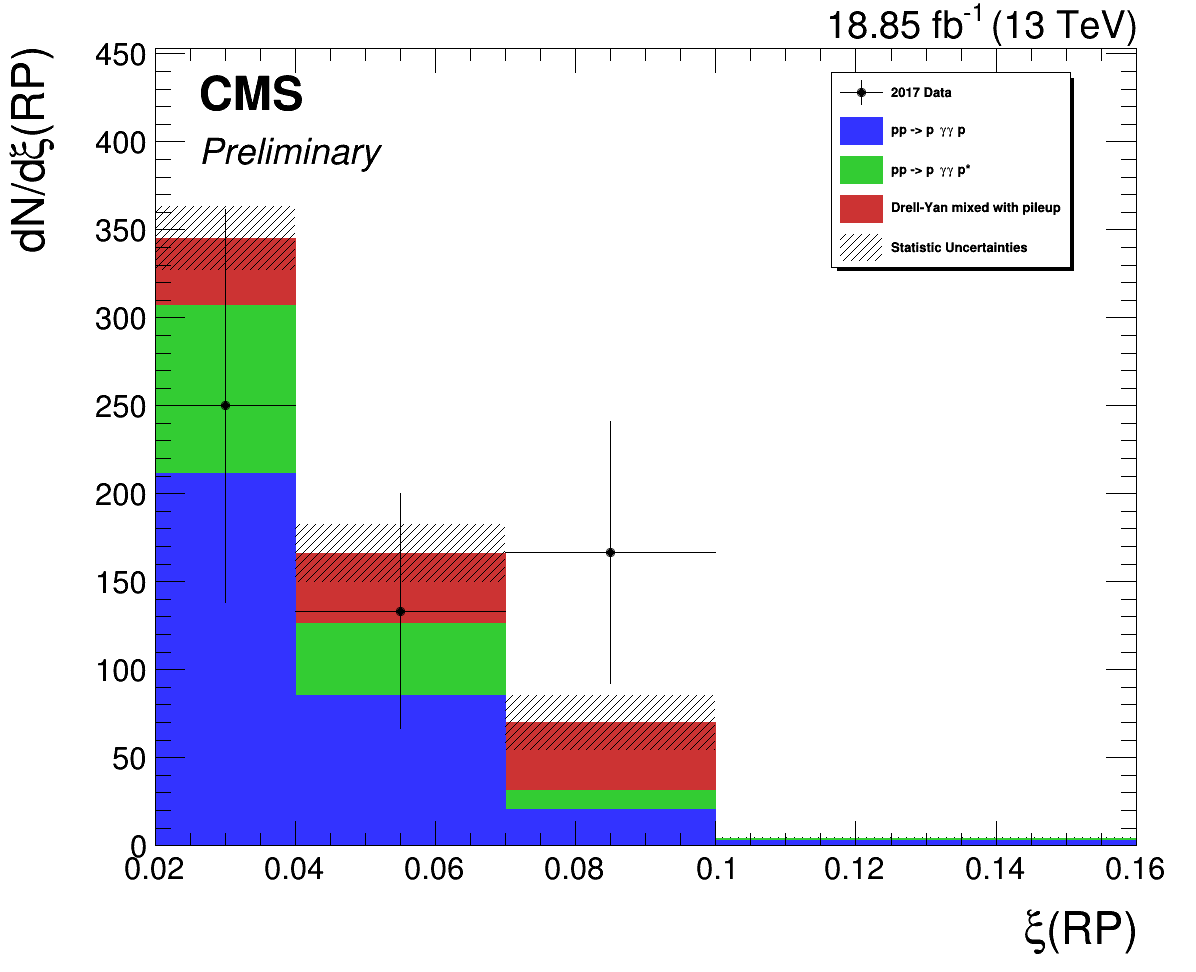 18.85 fb⁻¹ (13 TeV)
dN/dξ(RP)
CMS
Preliminary
2017 Data
pp -> p γγ p
pp -> p γγ p*
Drell-Yan mixed with pileup
Statistic Uncertainties
450
400
350
300
250
200
150
100
50
0
0.02 0.04 0.06 0.08 0.1 0.12 0.14 0.16
ξ(RP)